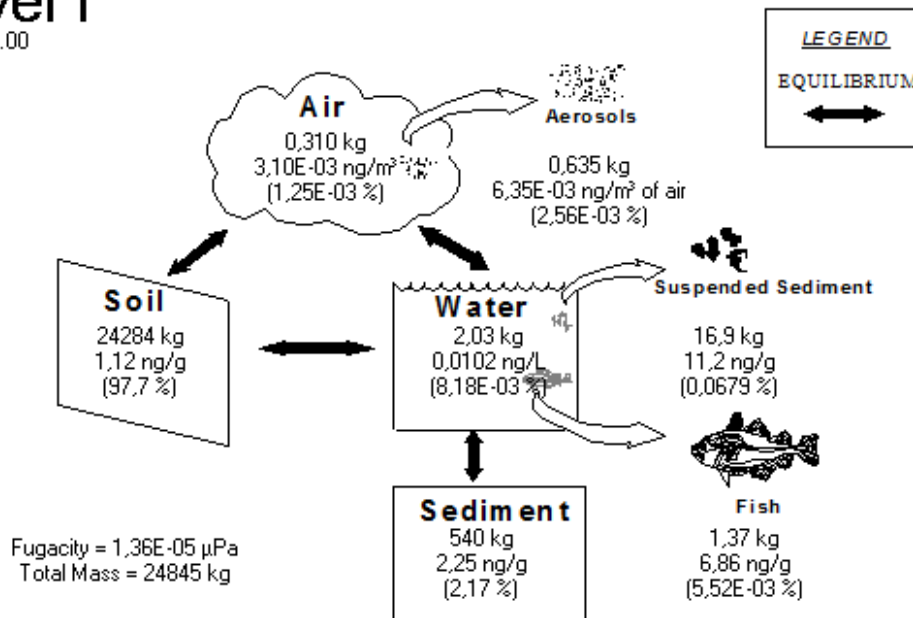 .00
LEGEND
EQUILIBRIUM
Air
0,310 kg
3,10E-03 ng/m³
(1,25E-03 %)
Aerosols
0,635 kg
6,35E-03 ng/m³ of air
(2,56E-03 %)
Soil
24284 kg
1,12 ng/g
(97,7 %)
Water
2,03 kg
0,0102 ng/L
(8,18E-03 %)
Suspended Sediment
16,9 kg
11,2 ng/g
(0,0679 %)
Sediment
540 kg
2,25 ng/g
(2,17 %)
Fish
1,37 kg
6,86 ng/g
(5,52E-03 %)
Fugacity = 1,36E-05 µPa
Total Mass = 24845 kg